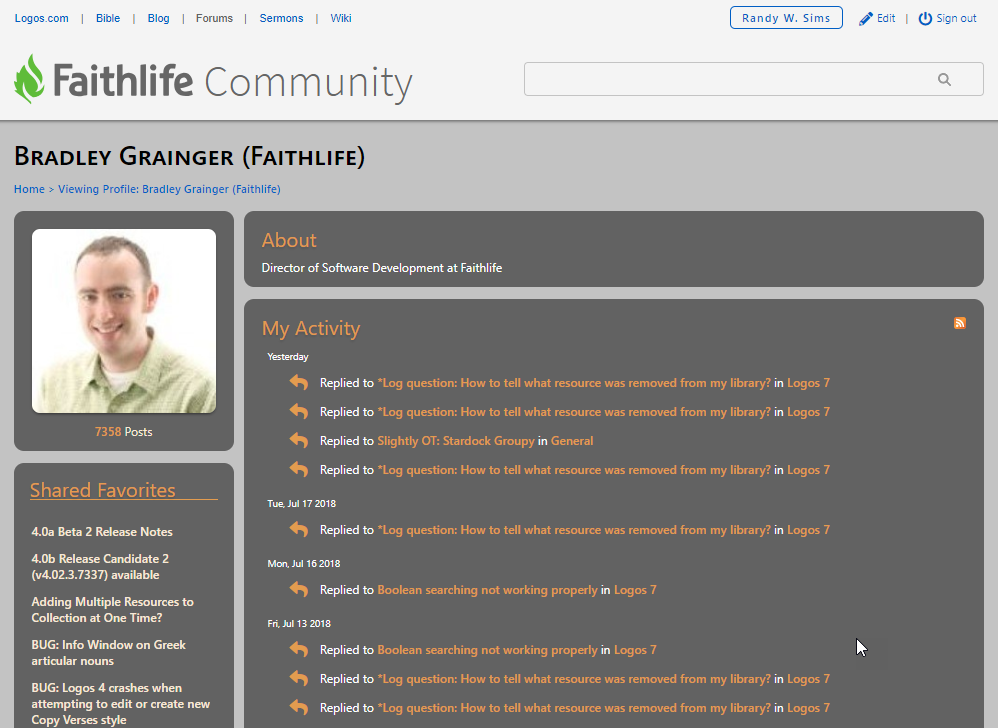 Logos.com | Bible | Blog | Forums | Sermons | Wiki
Randy W. Sims
Edit | Sign out
Faithlife Community
Bradley Grainger (Faithlife)
Home > Viewing Profile: Bradley Grainger (Faithlife)
7358 Posts
Shared Favorites
4.0a Beta 2 Release Notes
4.0b Release Candidate 2
(v4.02.3.7337) available
Adding Multiple Resources to
Collection at One Time?
BUG: Info Window on Greek
articular nouns
BUG: Logos 4 crashes when
attempting to edit or create new
Copy Verses style
About
Director of Software Development at Faithlife
My Activity
Yesterday
Replied to *Log question: How to tell what resource was removed from my library? in Logos 7
Replied to *Log question: How to tell what resource was removed from my library? in Logos 7
Replied to Slightly OT: Stardock Groupy in General
Replied to *Log question: How to tell what resource was removed from my library? in Logos 7
Tue, Jul 17 2018
Replied to *Log question: How to tell what resource was removed from my library? in Logos 7
Mon, Jul 16 2018
Replied to Boolean searching not working properly in Logos 7
Fri, Jul 13 2018
Replied to Boolean searching not working properly in Logos 7
Replied to *Log question: How to tell what resource was removed from my library? in Logos 7
Replied to *Log question: How to tell what resource was removed from my library? in Logos 7